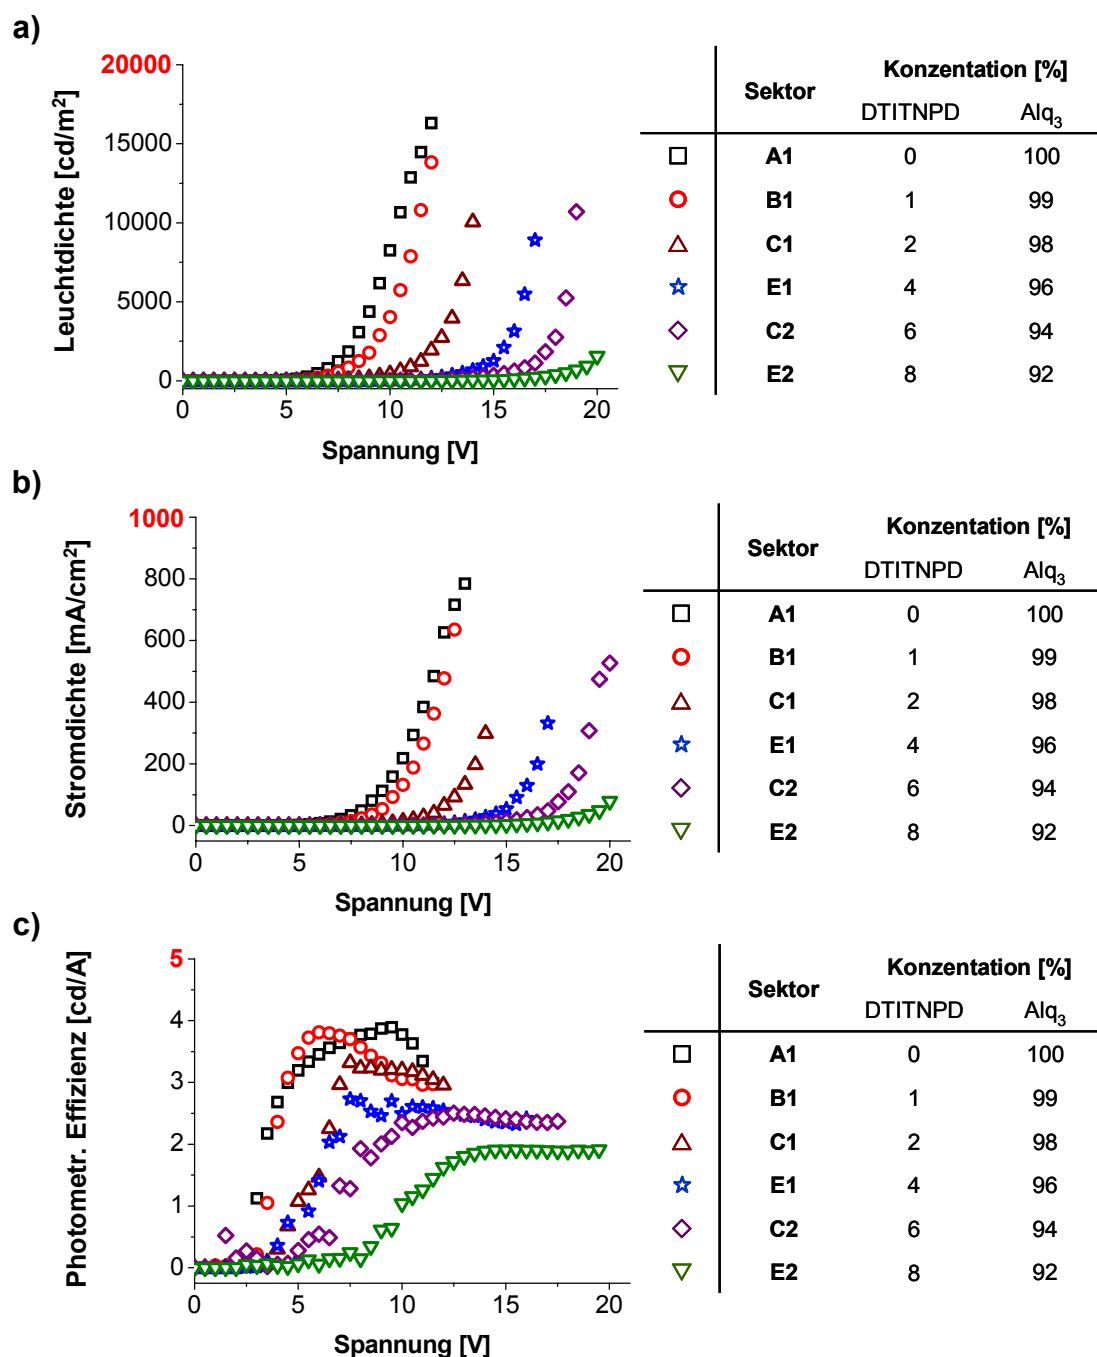 a)
20000
15000
10000
5000
0
0 5 10 15 20
Leuchtdichte [cd/m²]
Spannung [V]
Konzentation [%]
Sektor DTITNPD Alq₃
A1 0 100
B1 1 99
C1 2 98
E1 4 96
C2 6 94
E2 8 92
b)
1000
800
600
400
200
0
0 5 10 15 20
Stromdichte [mA/cm²]
Spannung [V]
Konzentation [%]
Sektor DTITNPD Alq₃
A1 0 100
B1 1 99
C1 2 98
E1 4 96
C2 6 94
E2 8 92
c)
5
4
3
2
1
0
0 5 10 15 20
Photometr. Effizienz [cd/A]
Spannung [V]
Konzentation [%]
Sektor DTITNPD Alq₃
A1 0 100
B1 1 99
C1 2 98
E1 4 96
C2 6 94
E2 8 92